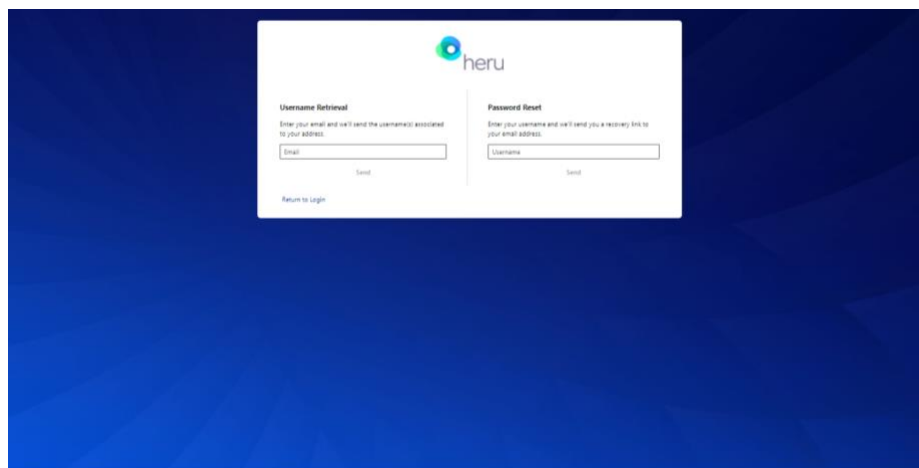 heru
Username Retrieval
Enter your email and we'll send the username(s) associated
to your address.
Email
Send
Password Reset
Enter your username and we'll send you a recovery link to
your email address.
Username
Send
Return to Login